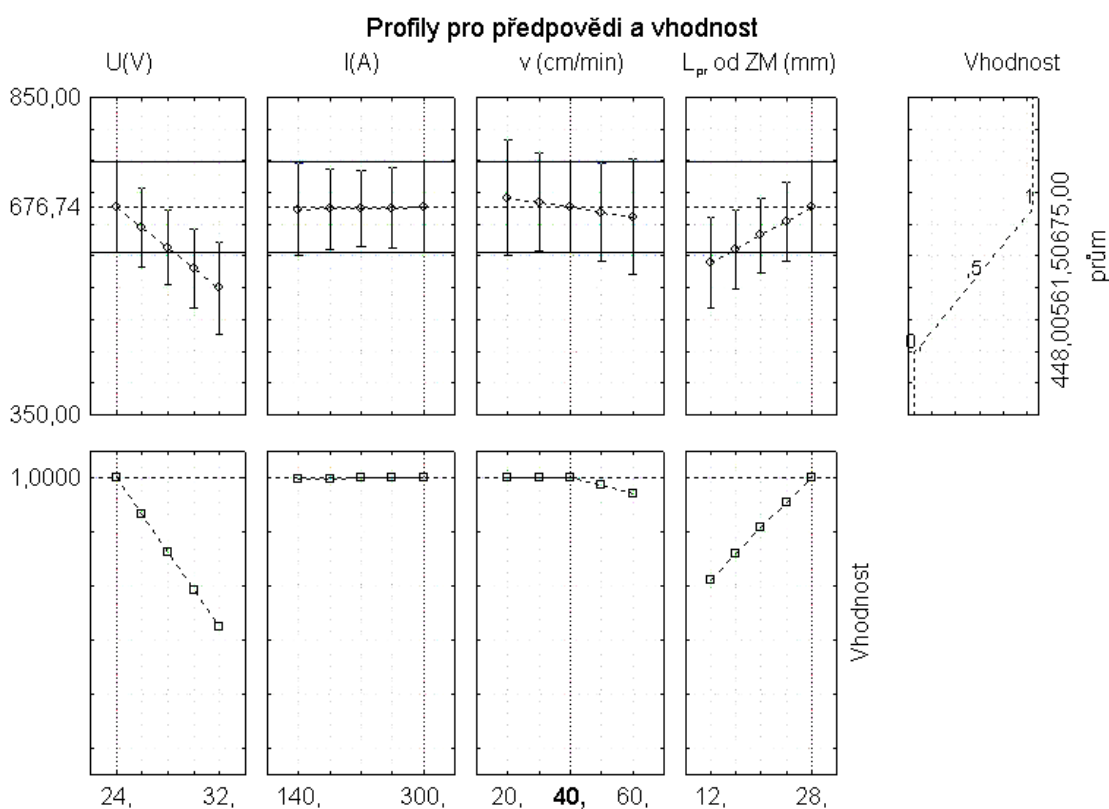 Profily pro předpovědi a vhodnost
U(V) I(A) v (cm/min) Lpr od ZM (mm) Vhodnost
850,00
676,74
350,00
1
,5
0
448,00561,50675,00
prům
1,0000
Vhodnost
24, 32, 140, 300, 20, 40, 60, 12, 28,